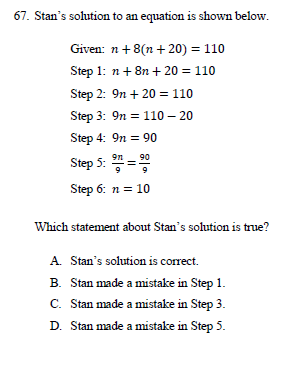 67. Stan's solution to an equation is shown below.
Given: n + 8(n + 20) = 110
Step 1: n + 8n + 20 = 110
Step 2: 9n + 20 = 110
Step 3: 9n = 110 – 20
Step 4: 9n = 90
Step 5: 9n/9 = 90/9
Step 6: n = 10
Which statement about Stan's solution is true?
A. Stan's solution is correct.
B. Stan made a mistake in Step 1.
C. Stan made a mistake in Step 3.
D. Stan made a mistake in Step 5.